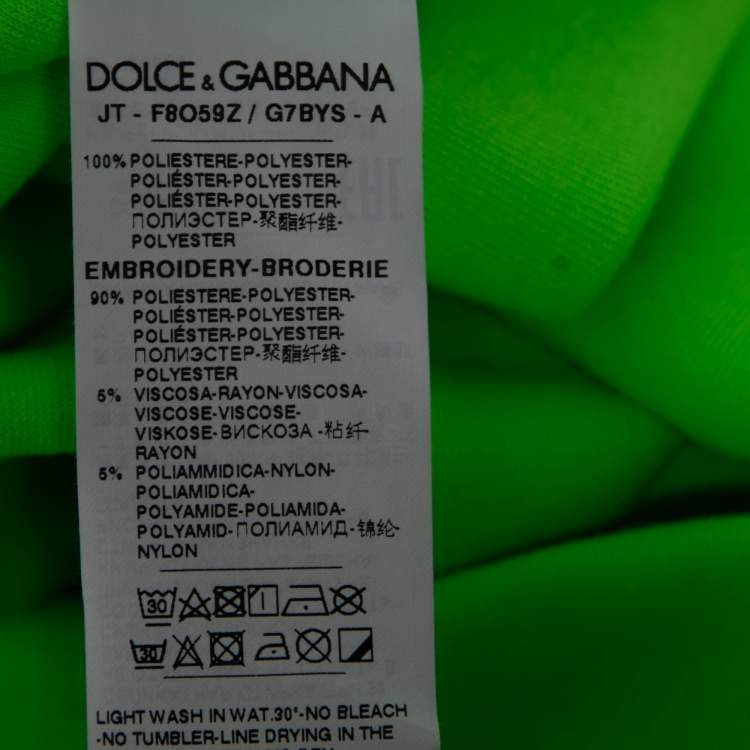 DOLCE & GABBANA
JT - F8O59Z / G7BYS - A
100% POLIESTERE-POLYESTER-
POLIÉSTER-POLYESTER-
POLIÉSTER-POLYESTER-
ПОЛИЭСТЕР-聚酯纤维-
POLYESTER
EMBROIDERY-BRODERIE
90% POLIESTERE-POLYESTER-
POLIÉSTER-POLYESTER-
POLIÉSTER-POLYESTER-
ПОЛИЭСТЕР-聚酯纤维-
POLYESTER
5% VISCOSA-RAYON-VISCOSA-
VISCOSE-VISCOSE-
VISKOSE-ВИСКОЗА -粘纤-
RAYON
5% POLIAMMIDICA-NYLON-
POLIAMIDICA-
POLYAMIDE-POLIAMIDA-
POLYAMID-ПОЛИАМИД-锦纶-
NYLON
30
30
LIGHT WASH IN WAT.30°-NO BLEACH
-NO TUMBLER-LINE DRYING IN THE